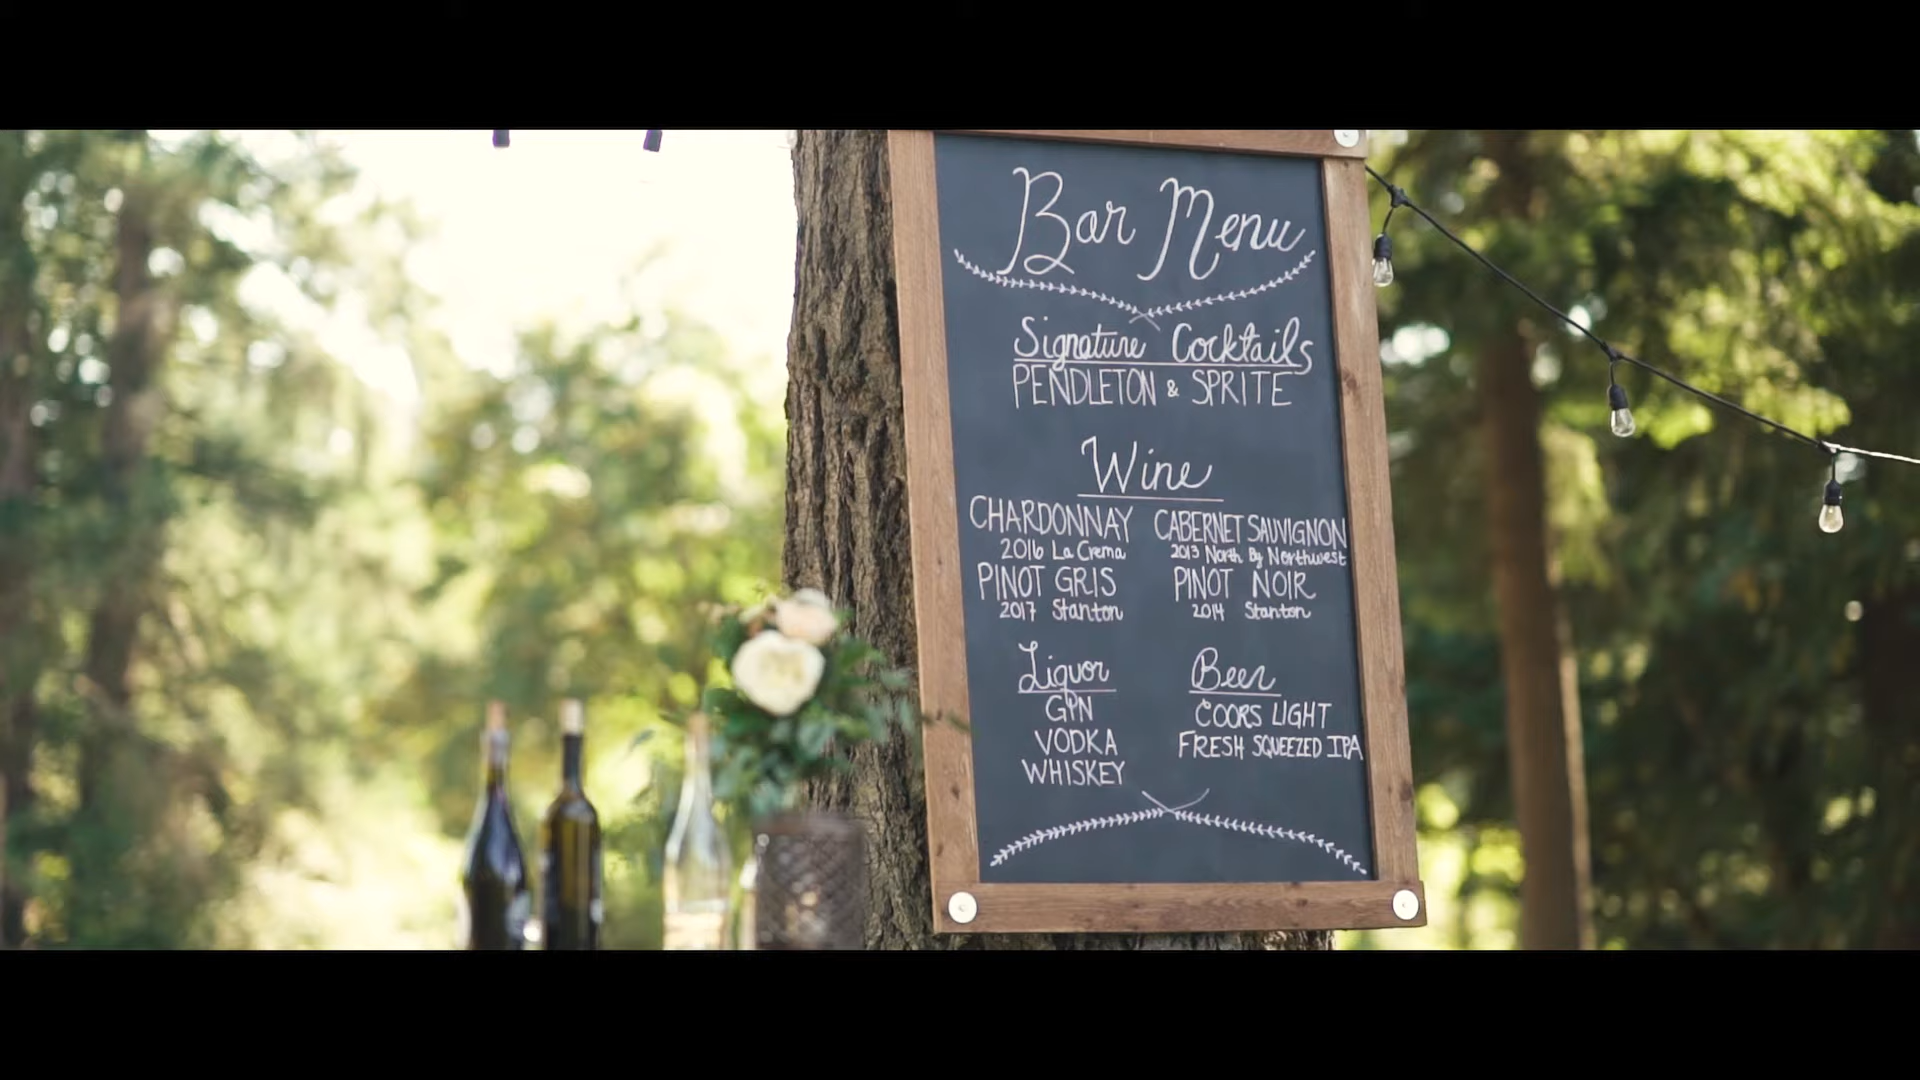 Bar Menu
Signature Cocktails
PENDLETON & SPRITE
Wine
CHARDONNAY
2016 La Crema
PINOT GRIS
2017 Stanton
CABERNET SAUVIGNON
2013 North By Northwest
PINOT NOIR
2014 Stanton
Liquor
GIN
VODKA
WHISKEY
Beer
COORS LIGHT
FRESH SQUEEZED IPA